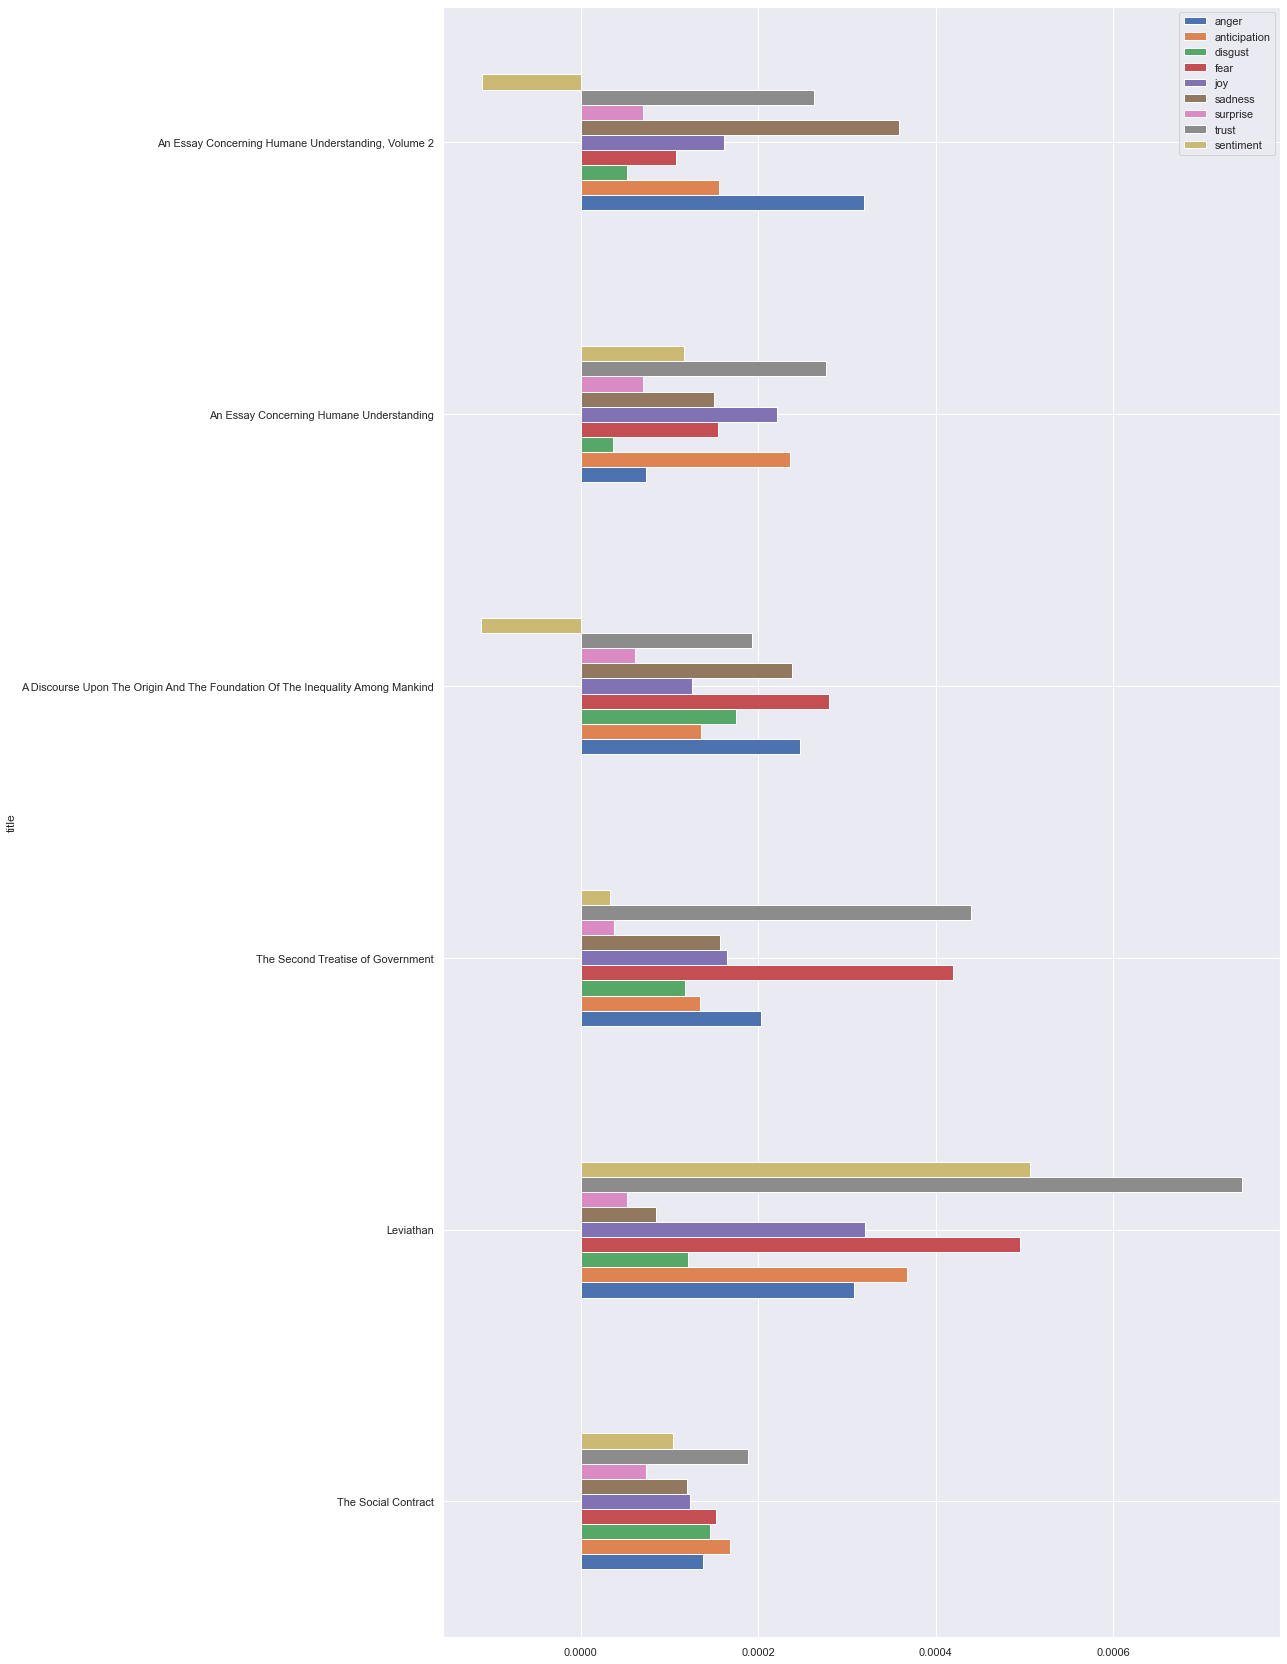 anger
anticipation
disgust
fear
joy
sadness
surprise
trust
sentiment
An Essay Concerning Humane Understanding, Volume 2
An Essay Concerning Humane Understanding
A Discourse Upon The Origin And The Foundation Of The Inequality Among Mankind
title
The Second Treatise of Government
Leviathan
The Social Contract
0.0000 0.0002 0.0004 0.0006